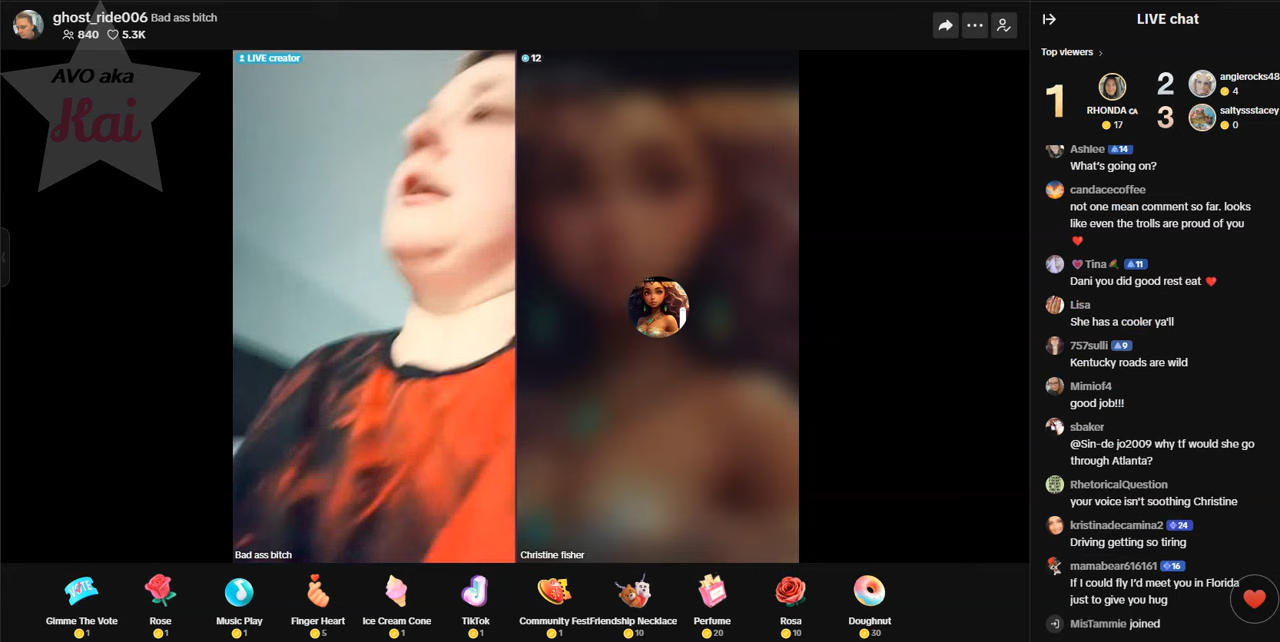 ghost_ride006 Bad ass bitch
840 5.3K
AVO aka
Kai
LIVE creator
12
Bad ass bitch
Christine fisher
Gimme The Vote
1
Rose
1
Music Play
1
Finger Heart
5
Ice Cream Cone
1
TikTok
1
Community Fest
1
Friendship Necklace
10
Perfume
20
Rosa
10
Doughnut
30
LIVE chat
Top viewers
1
RHONDA CA
17
2
anglerocks48
4
3
saltyssstacey
0
Ashlee 14
What's going on?
candacecoffee
not one mean comment so far. looks
like even the trolls are proud of you
Tina 11
Dani you did good rest eat
Lisa
She has a cooler ya'll
757sulli 9
Kentucky roads are wild
Mimiof4
good job!!!
sbaker
@Sin-de jo2009 why tf would she go
through Atlanta?
RhetoricalQuestion
your voice isn't soothing Christine
kristinadecamina2 24
Driving getting so tiring
mamabear616161 16
If I could fly I'd meet you in Florida
just to give you hug
MisTammie joined